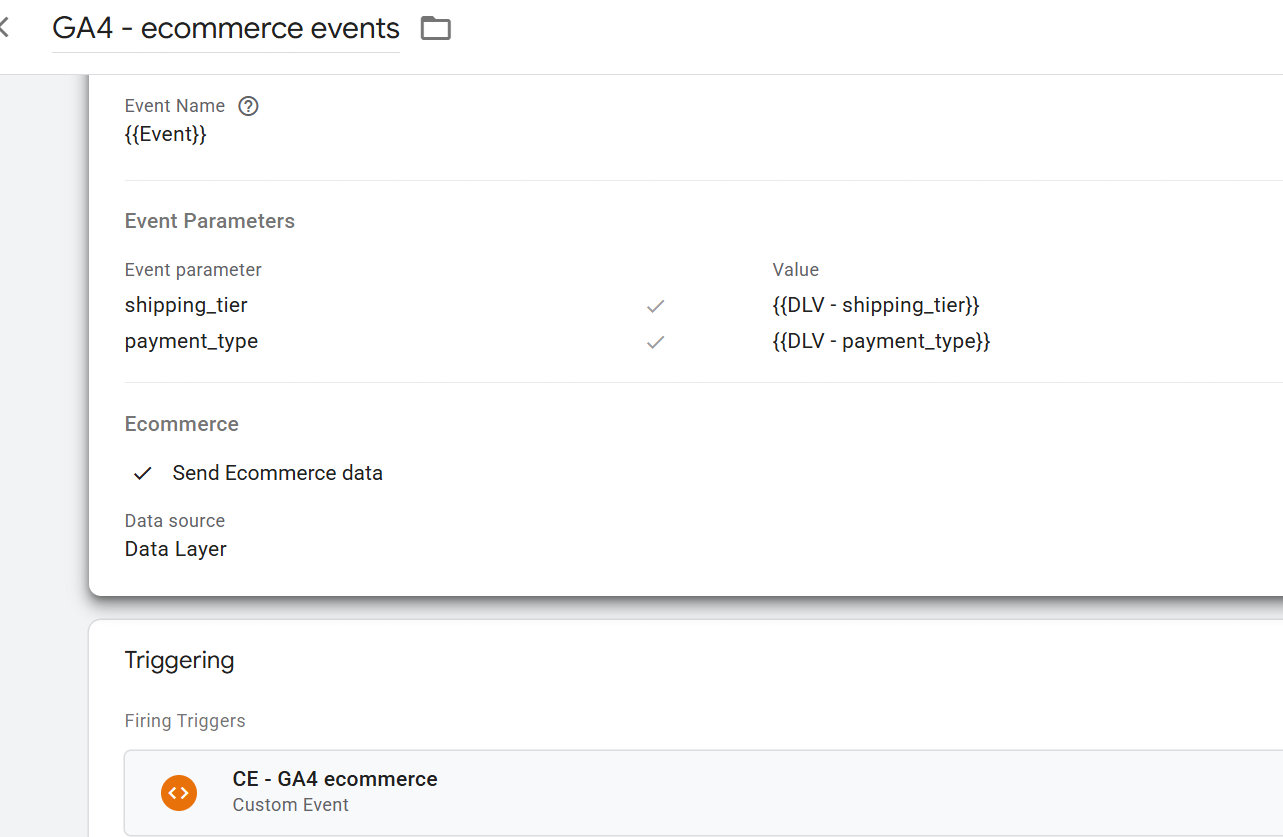 GA4 - ecommerce events
Event Name
{{Event}}
Event Parameters
Event parameter Value
shipping_tier {{DLV - shipping_tier}}
payment_type {{DLV - payment_type}}
Ecommerce
Send Ecommerce data
Data source
Data Layer
Triggering
Firing Triggers
CE - GA4 ecommerce
Custom Event